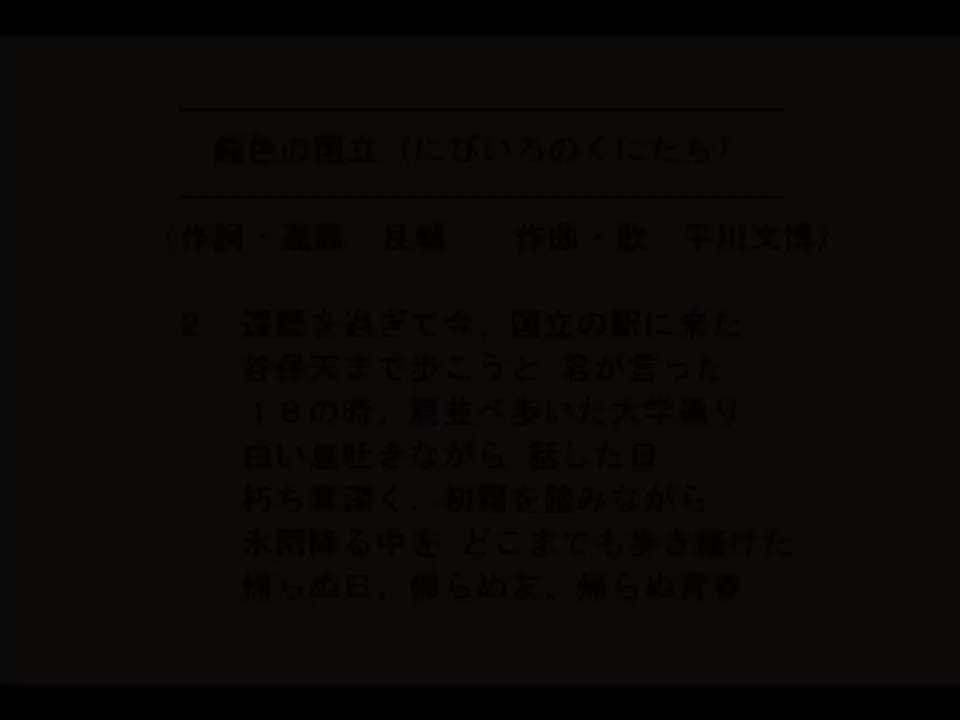 鈍色の国立（にびいろのくにたち）
（作詞・進藤　良輔　　作曲・歌　平川文博）
２　還暦を過ぎて今、国立の駅に来た
谷保天まで歩こうと 君が言った
１８の時、肩並べ歩いた大学通り
白い息吐きながら 話した日
朽ち葉深く、初霜を踏みながら
氷雨降る中を どこまでも歩き続けた
帰らぬ日、帰らぬ友、帰らぬ青春